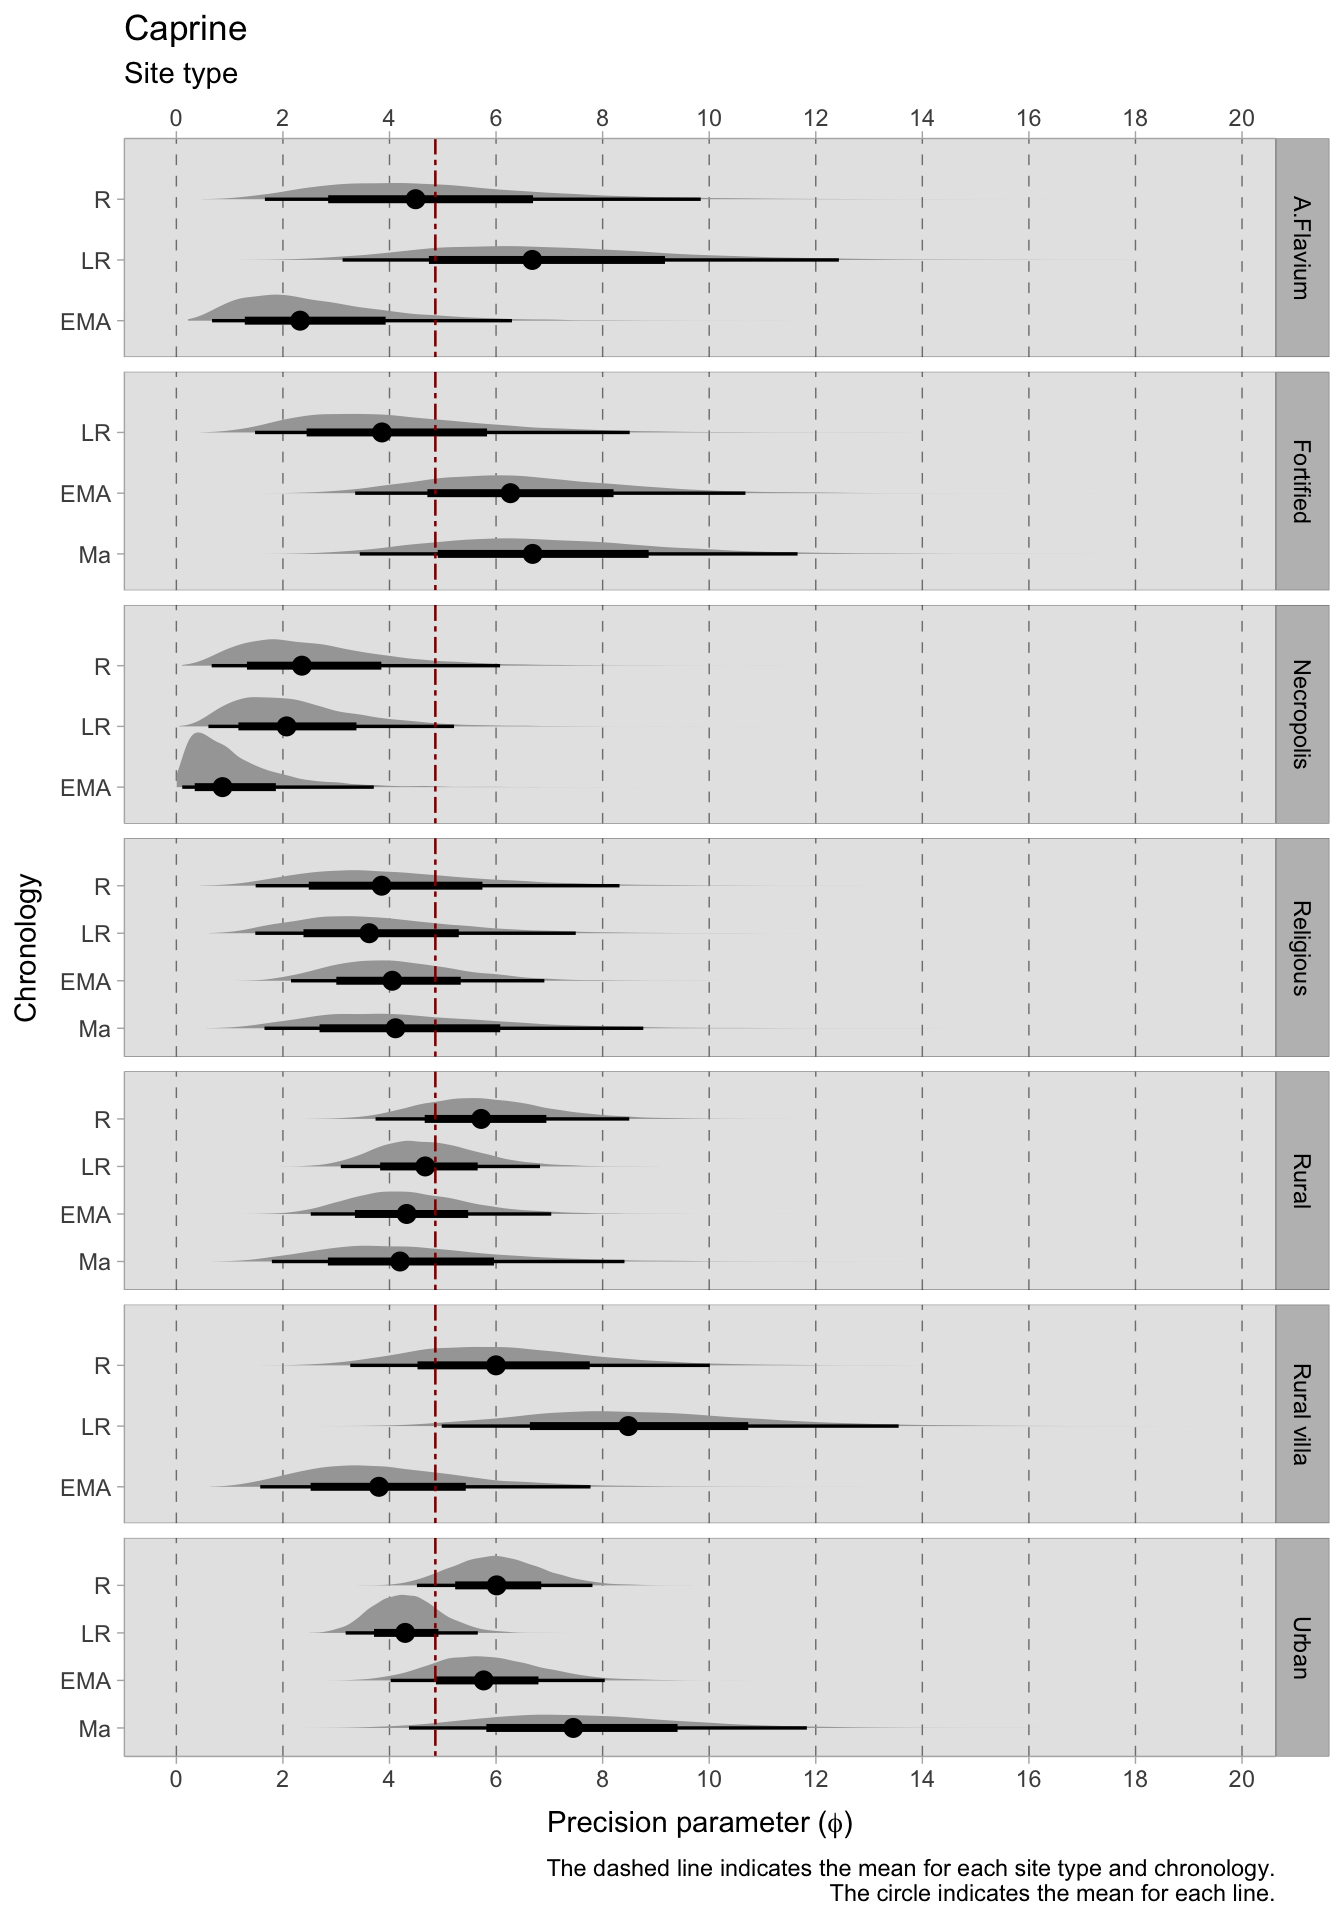 Caprine
Site type
0 2 4 6 8 10 12 14 16 18 20
R
LR
EMA
A.Flavium
LR
EMA
Ma
Fortified
R
LR
EMA
Necropolis
R
LR
EMA
Ma
Religious
R
LR
EMA
Ma
Rural
R
LR
EMA
Rural villa
R
LR
EMA
Ma
Urban
Chronology
0 2 4 6 8 10 12 14 16 18 20
Precision parameter (ϕ)
The dashed line indicates the mean for each site type and chronology.
The circle indicates the mean for each line.